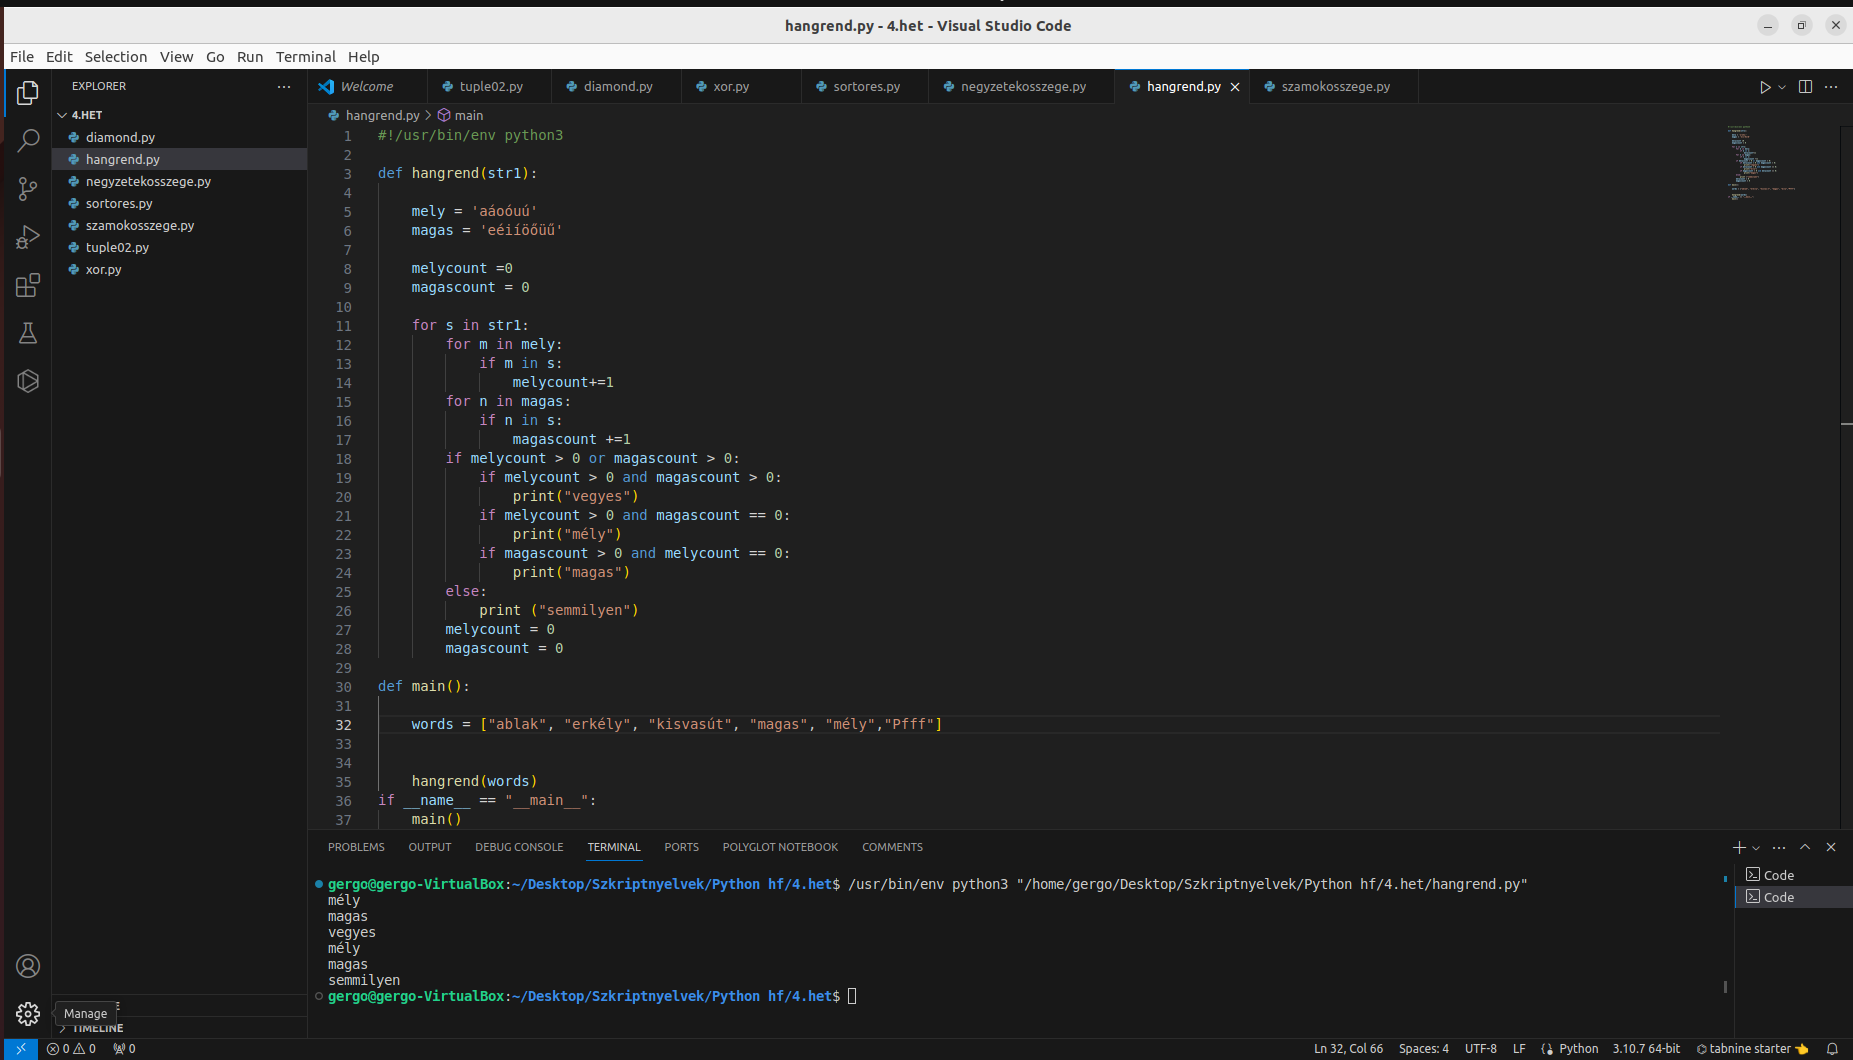 hangrend.py - 4.het - Visual Studio Code
File Edit Selection View Go Run Terminal Help
EXPLORER
4.HET
diamond.py
hangrend.py
negyzetekosszege.py
sortores.py
szamokosszege.py
tuple02.py
xor.py
TIMELINE
Manage
Welcome tuple02.py diamond.py xor.py sortores.py negyzetekosszege.py hangrend.py szamokosszege.py
hangrend.py > main
1 #!/usr/bin/env python3
2
3 def hangrend(str1):
4
5 mely = 'aáoóuú'
6 magas = 'eéiíöőüű'
7
8 melycount =0
9 magascount = 0
10
11 for s in str1:
12 for m in mely:
13 if m in s:
14 melycount+=1
15 for n in magas:
16 if n in s:
17 magascount +=1
18 if melycount > 0 or magascount > 0:
19 if melycount > 0 and magascount > 0:
20 print("vegyes")
21 if melycount > 0 and magascount == 0:
22 print("mély")
23 if magascount > 0 and melycount == 0:
24 print("magas")
25 else:
26 print ("semmilyen")
27 melycount = 0
28 magascount = 0
29
30 def main():
31
32 words = ["ablak", "erkély", "kisvasút", "magas", "mély","Pfff"]
33
34
35 hangrend(words)
36 if __name__ == "__main__":
37 main()
PROBLEMS OUTPUT DEBUG CONSOLE TERMINAL PORTS POLYGLOT NOTEBOOK COMMENTS
gergo@gergo-VirtualBox:~/Desktop/Szkriptnyelvek/Python hf/4.het$ /usr/bin/env python3 "/home/gergo/Desktop/Szkriptnyelvek/Python hf/4.het/hangrend.py"
mély
magas
vegyes
mély
magas
semmilyen
gergo@gergo-VirtualBox:~/Desktop/Szkriptnyelvek/Python hf/4.het$
Code
Code
0 0 0
Ln 32, Col 66 Spaces: 4 UTF-8 LF Python 3.10.7 64-bit tabnine starter